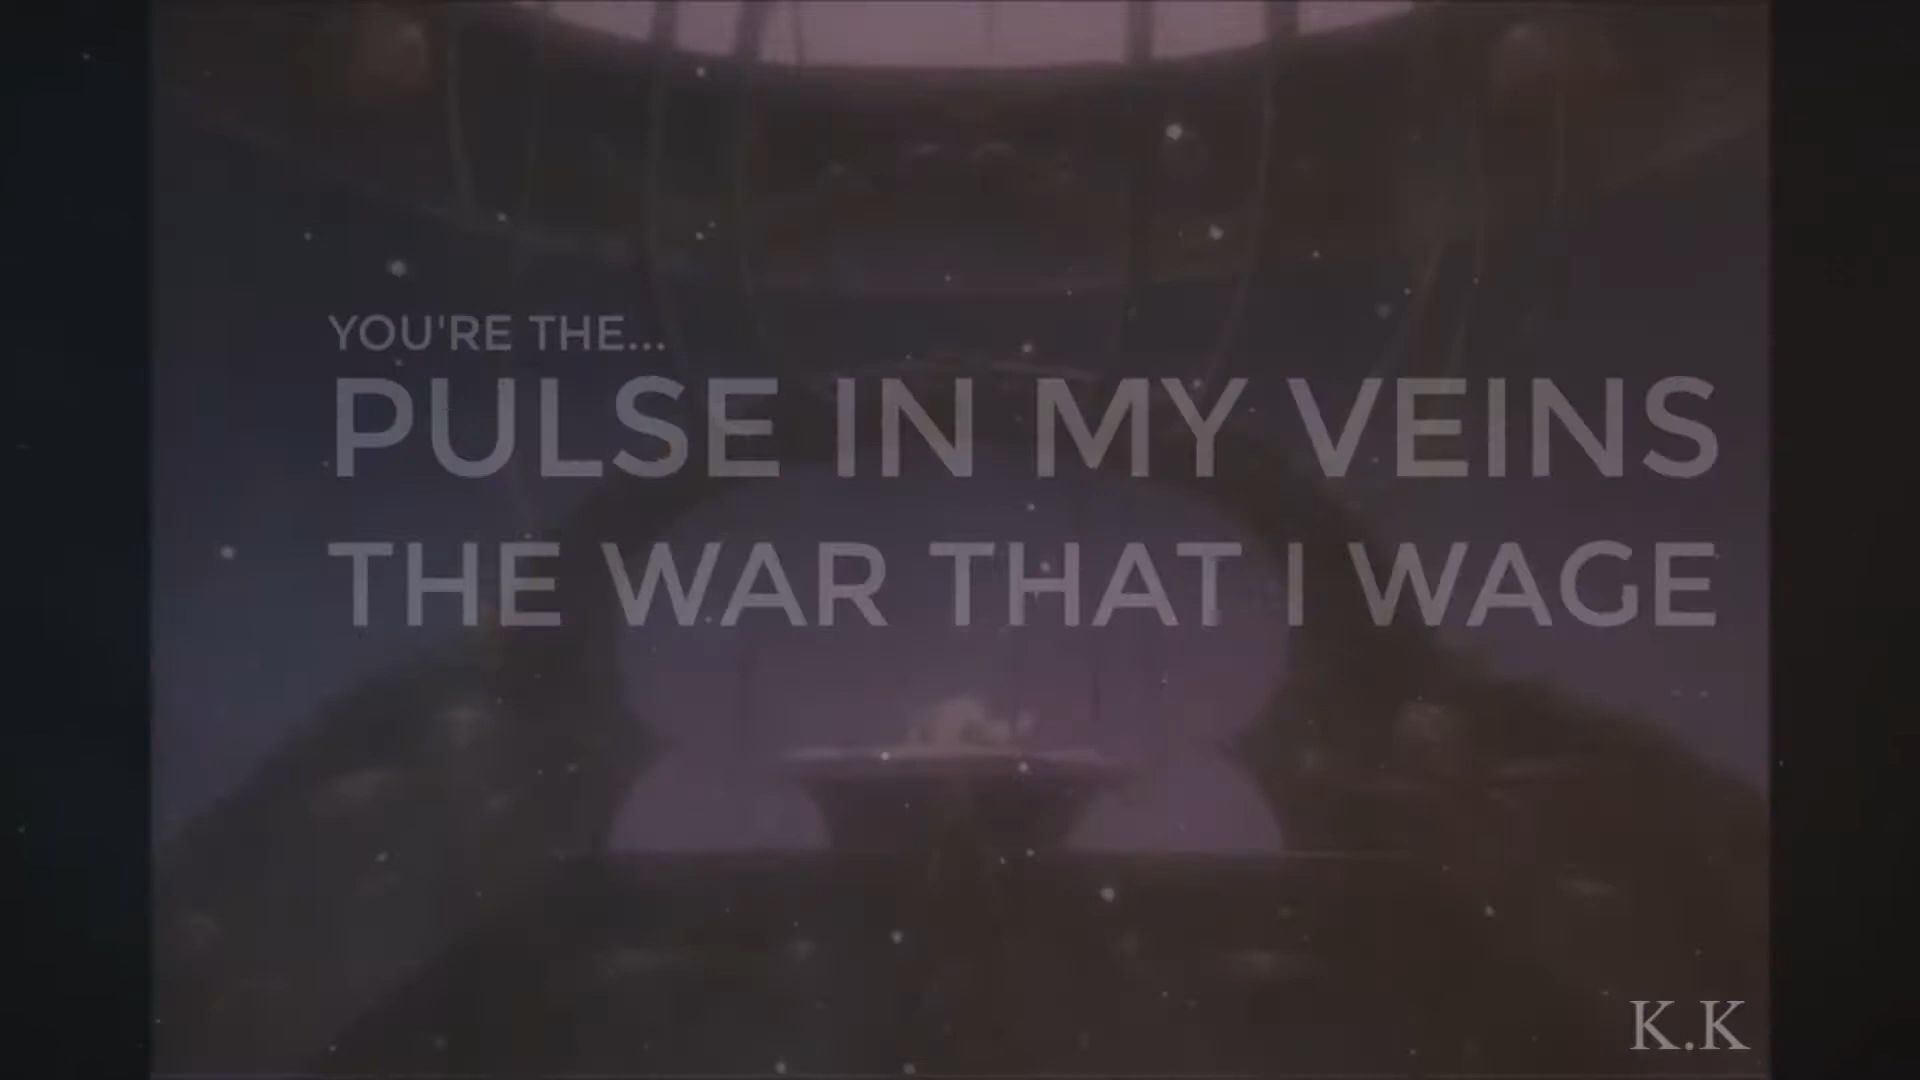 YOU'RE THE...
PULSE IN MY VEINS
THE WAR THAT I WAGE
K.K